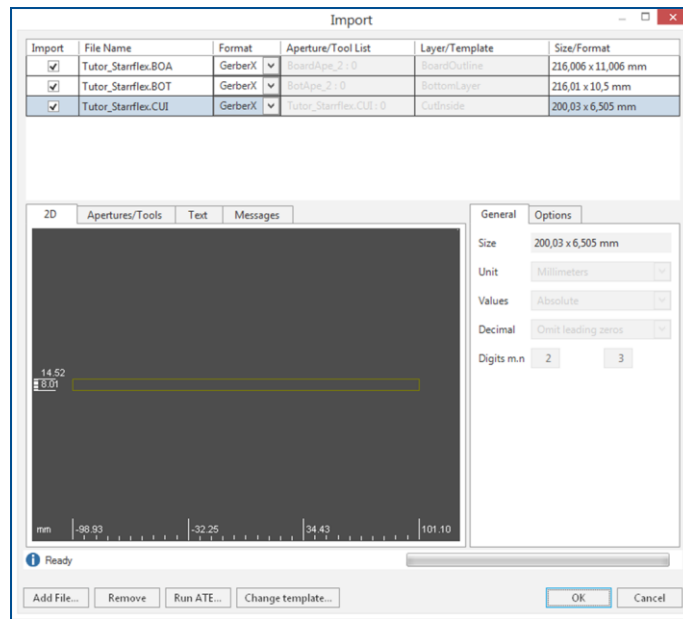 Import
Import File Name Format Aperture/Tool List Layer/Template Size/Format
Tutor_Starrflex.BOA GerberX BoardApe_2 : 0 BoardOutline 216,006 x 11,006 mm
Tutor_Starrflex.BOT GerberX BotApe_2 : 0 BottomLayer 216,01 x 10,5 mm
Tutor_Starrflex.CUI GerberX Tutor_Starrflex.CUI : 0 CutInside 200,03 x 6,505 mm
2D Apertures/Tools Text Messages General Options
Size 200,03 x 6,505 mm
Unit Millimeters
Values Absolute
Decimal Omit leading zeros
Digits m.n 2 3
14.52
8.01
mm -98.93 -32.25 34.43 101.10
Ready
Add File... Remove Run ATE... Change template... OK Cancel